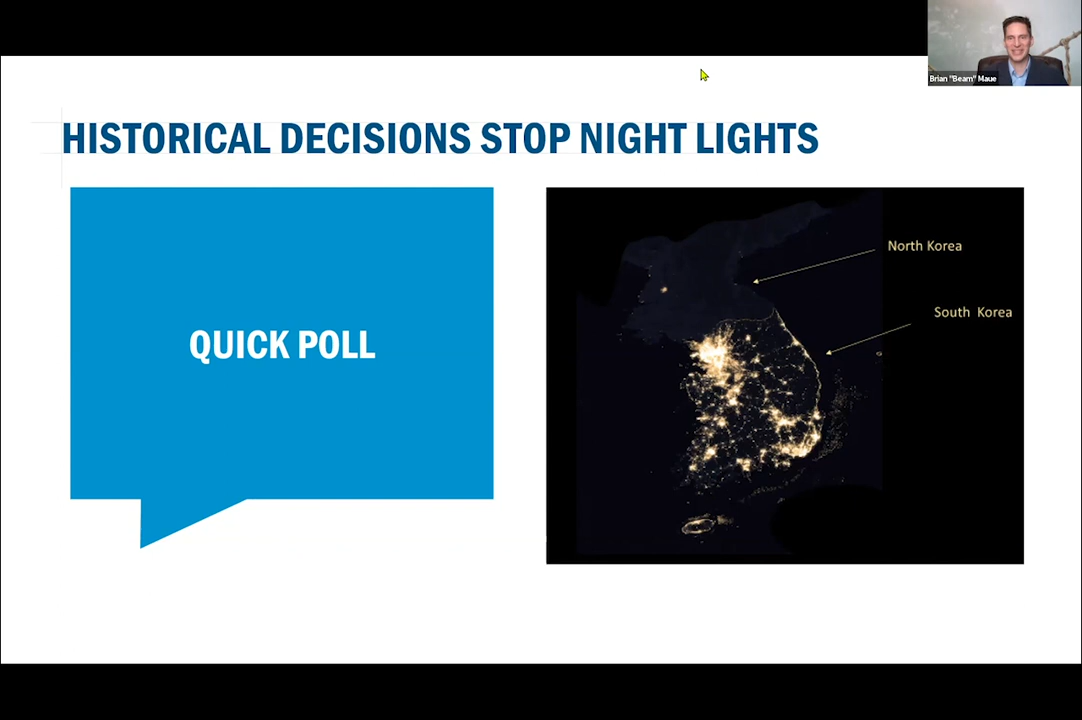 Brian "Beam" Maue
HISTORICAL DECISIONS STOP NIGHT LIGHTS
QUICK POLL
North Korea
South Korea